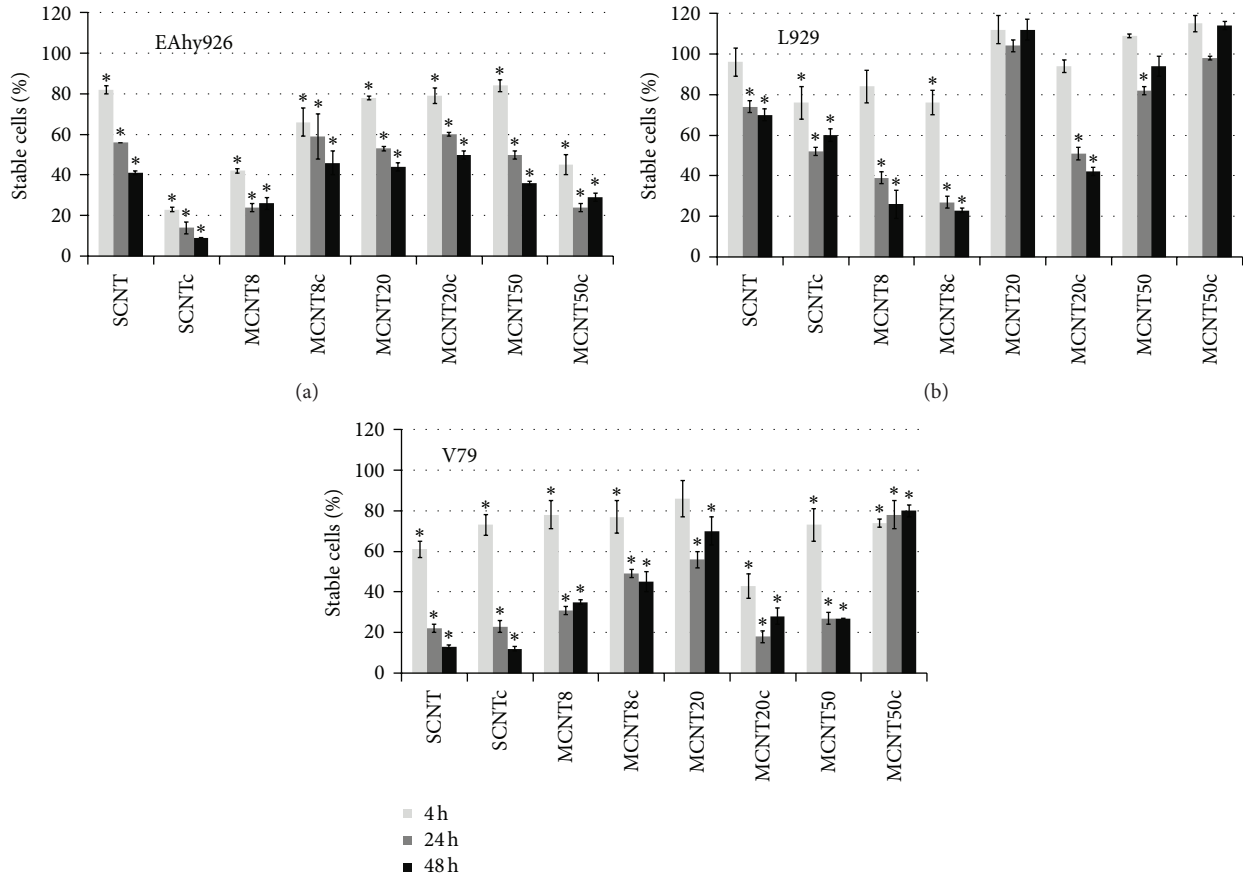 120
100
80
60
40
20
0
Stable cells (%)
EAhy926
* * * * * * * * * * * * * * * * * * * * * * * *
SCNT
SCNTc
MCNT8
MCNT8c
MCNT20
MCNT20c
MCNT50
MCNT50c
(a)
120
100
80
60
40
20
0
Stable cells (%)
L929
* * * * * * * * * * * * *
* *
SCNT
SCNTc
MCNT8
MCNT8c
MCNT20
MCNT20c
MCNT50
MCNT50c
(b)
120
100
80
60
40
20
0
Stable cells (%)
V79
* * * * * * * * * * * * * * * * * * * * * * *
SCNT
SCNTc
MCNT8
MCNT8c
MCNT20
MCNT20c
MCNT50
MCNT50c
4 h
24 h
48 h